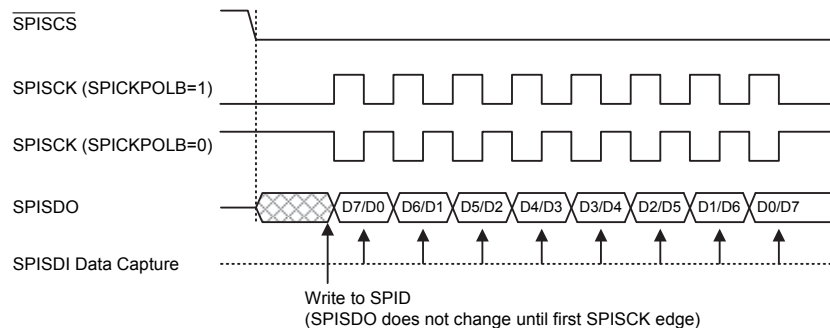 SPISCS
SPISCK (SPICKPOLB=1)
SPISCK (SPICKPOLB=0)
SPISDO D7/D0 D6/D1 D5/D2 D4/D3 D3/D4 D2/D5 D1/D6 D0/D7
SPISDI Data Capture
Write to SPID
(SPISDO does not change until first SPISCK edge)